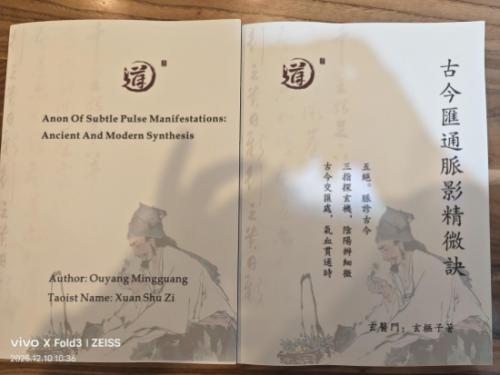 道
Anon Of Subtle Pulse Manifestations:
Ancient And Modern Synthesis
Author: Ouyang Mingguang
Taoist Name: Xuan Shu Zi
道
古今匯通脈影精微訣
五絕。脈診古今
三指探玄機，陰陽辨細微
古今交匯處，氣血貫通時
玄醫門：玄樞子著
vivo X Fold3 | ZEISS
2025.12.10 10:36